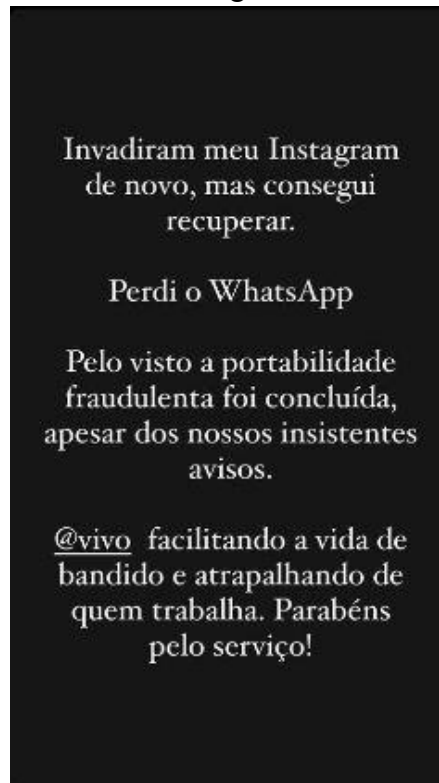 Invadiram meu Instagram
de novo, mas consegui
recuperar.
Perdi o WhatsApp
Pelo visto a portabilidade
fraudulenta foi concluída,
apesar dos nossos insistentes
avisos.
@vivo facilitando a vida de
bandido e atrapalhando de
quem trabalha. Parabéns
pelo serviço!